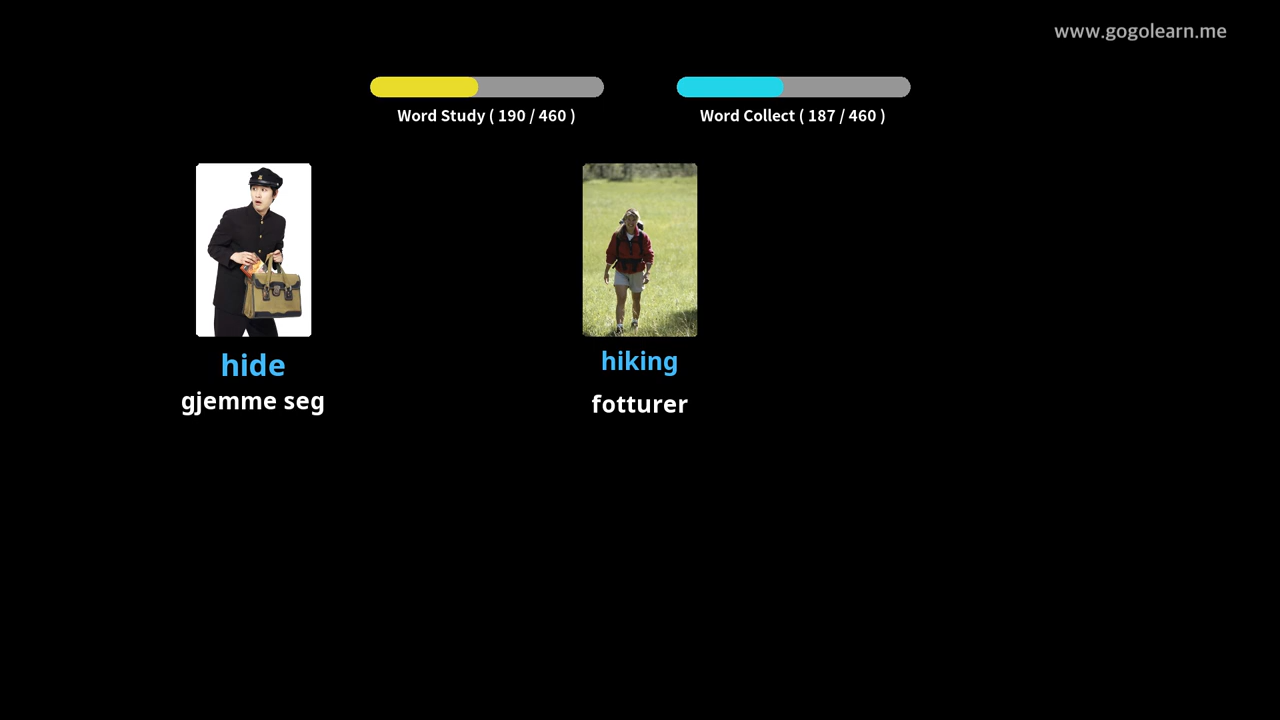 www.gogolearn.me
Word Study ( 190 / 460 )
Word Collect ( 187 / 460 )
hide
gjemme seg
hiking
fotturer